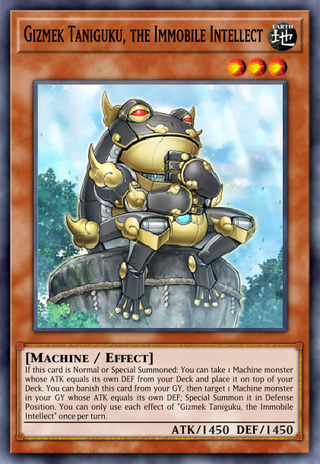 Gizmek Taniguku, the Immobile Intellect
EARTH
地
[Machine / Effect]
If this card is Normal or Special Summoned: You can take 1 Machine monster
whose ATK equals its own DEF from your Deck and place it on top of your
Deck. You can banish this card from your GY, then target 1 Machine monster
in your GY whose ATK equals its own DEF; Special Summon it in Defense
Position. You can only use each effect of "Gizmek Taniguku, the Immobile
Intellect" once per turn.
ATK/1450 DEF/1450